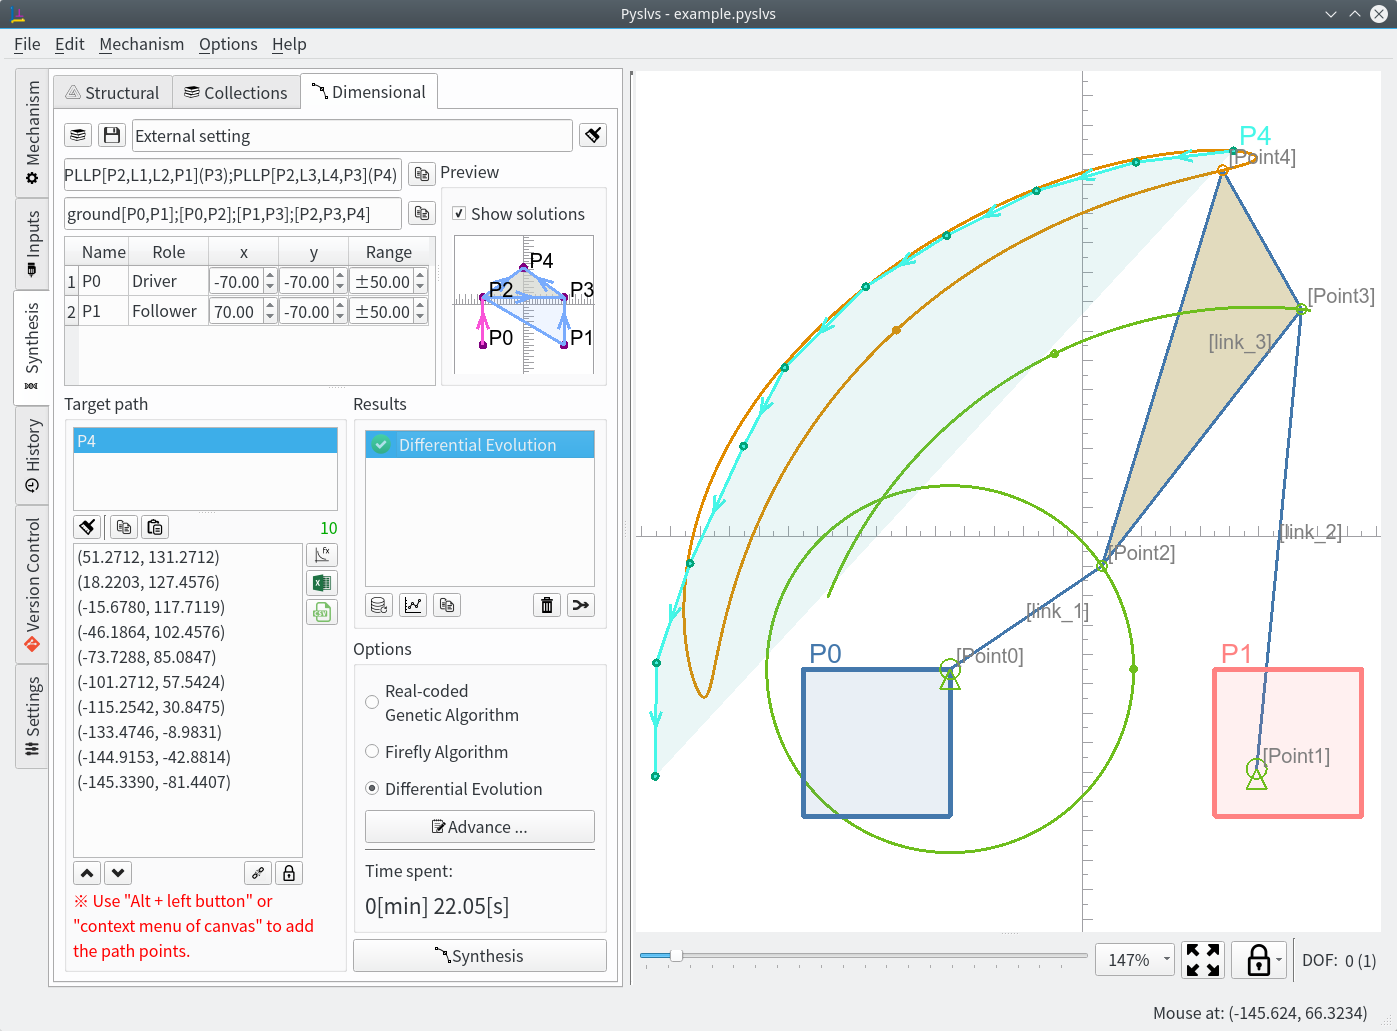 Pyslvs - example.pyslvs
File Edit Mechanism Options Help
Mechanism
Inputs
Synthesis
History
Version Control
Settings
Structural Collections Dimensional
External setting
PLLP[P2,L1,L2,P1](P3);PLLP[P2,L3,L4,P3](P4)
ground[P0,P1];[P0,P2];[P1,P3];[P2,P3,P4]
Name Role x y Range
1 P0 Driver -70.00 -70.00 ±50.00
2 P1 Follower 70.00 -70.00 ±50.00
Preview
Show solutions
P4
P2 P3
P0 P1
Target path
P4
10
(51.2712, 131.2712)
(18.2203, 127.4576)
(-15.6780, 117.7119)
(-46.1864, 102.4576)
(-73.7288, 85.0847)
(-101.2712, 57.5424)
(-115.2542, 30.8475)
(-133.4746, -8.9831)
(-144.9153, -42.8814)
(-145.3390, -81.4407)
fx
CSV
※ Use "Alt + left button" or
"context menu of canvas" to add
the path points.
Results
Differential Evolution
Options
Real-coded
Genetic Algorithm
Firefly Algorithm
Differential Evolution
Advance ...
Time spent:
0[min] 22.05[s]
Synthesis
P4
[Point4]
[Point3]
[link_3]
[link_2]
[Point2]
[link_1]
P0
[Point0]
P1
[Point1]
147%
DOF: 0 (1)
Mouse at: (-145.624, 66.3234)